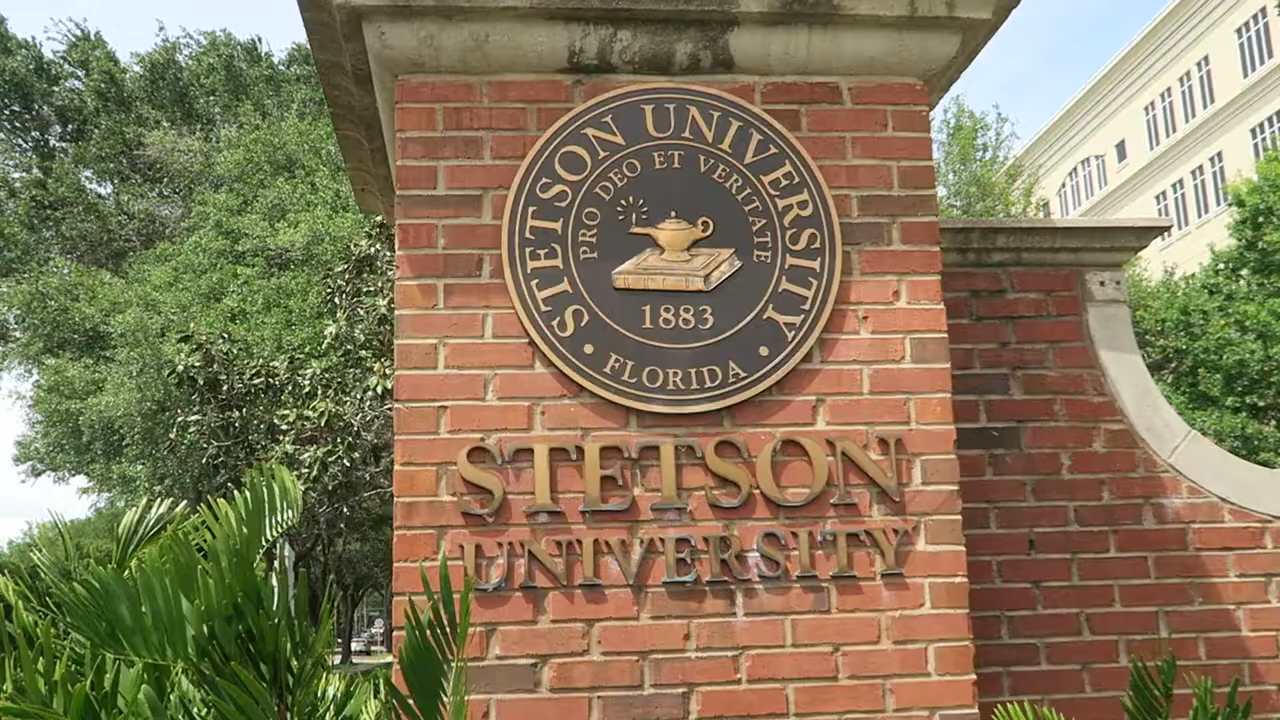 STETSON UNIVERSITY
PRO DEO ET VERITATE
1883
• FLORIDA •
STETSON
UNIVERSITY